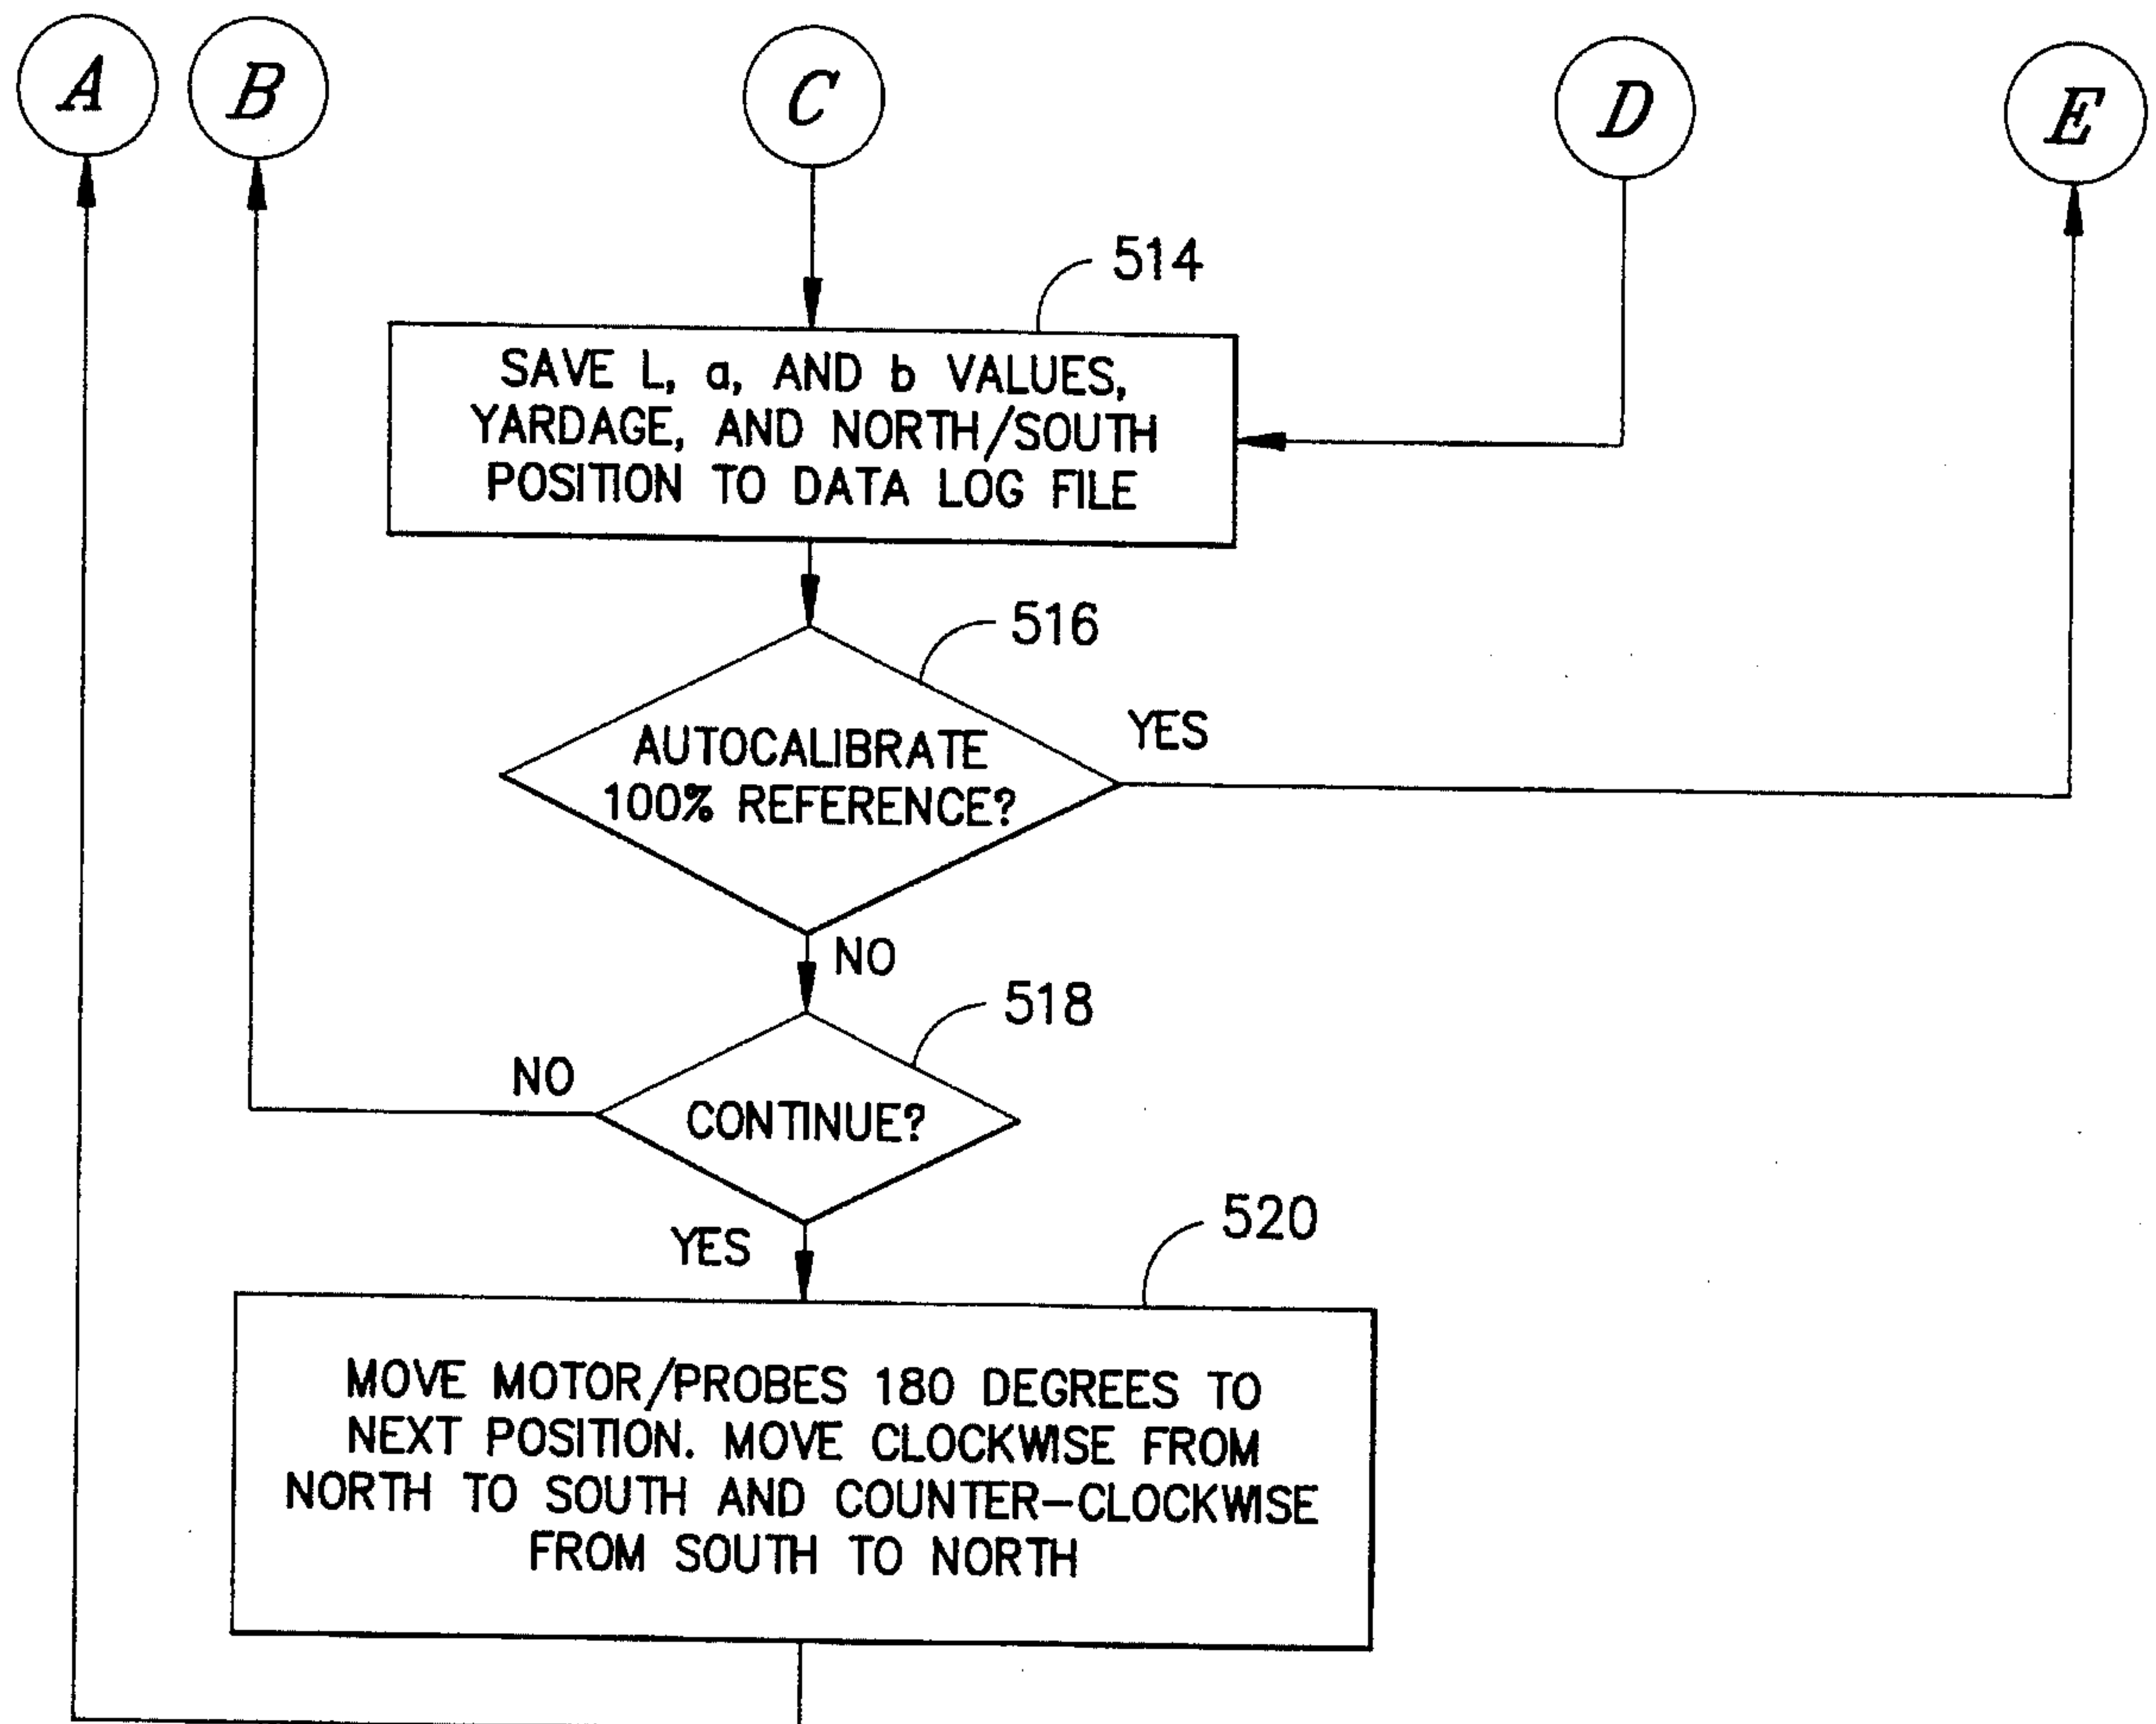 A
B
C
D
E
514
SAVE L, a, AND b VALUES,
YARDAGE, AND NORTH/SOUTH
POSITION TO DATA LOG FILE
516
AUTOCALIBRATE
100% REFERENCE?
YES
NO
518
NO
CONTINUE?
YES
520
MOVE MOTOR/PROBES 180 DEGREES TO
NEXT POSITION. MOVE CLOCKWISE FROM
NORTH TO SOUTH AND COUNTER-CLOCKWISE
FROM SOUTH TO NORTH